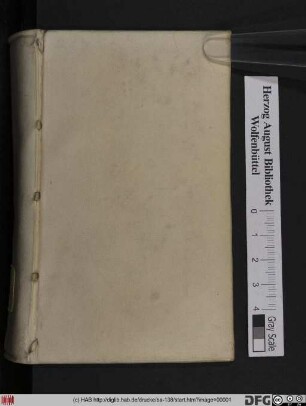 Herzog August Bibliothek
Wolfenbüttel
0 1 2 3 4
Gray Scale
(c) HAB http://diglib.hab.de/drucke/oa-138/start.htm?image=00001
DFG